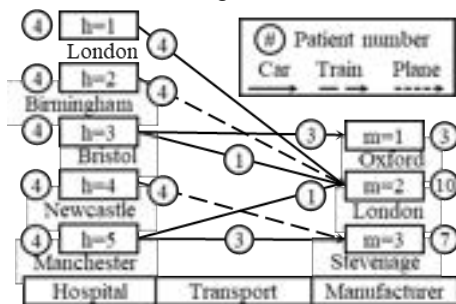 4 h=1 4
London
4 h=2 4
Birmingham
4 h=3 3 m=1 3
Bristol 1 Oxford
4 h=4 4 1 m=2 10
Newcastle London
4 h=5 3 m=3 7
Manchester Stevenage
Hospital Transport Manufacturer
# Patient number
Car Train Plane